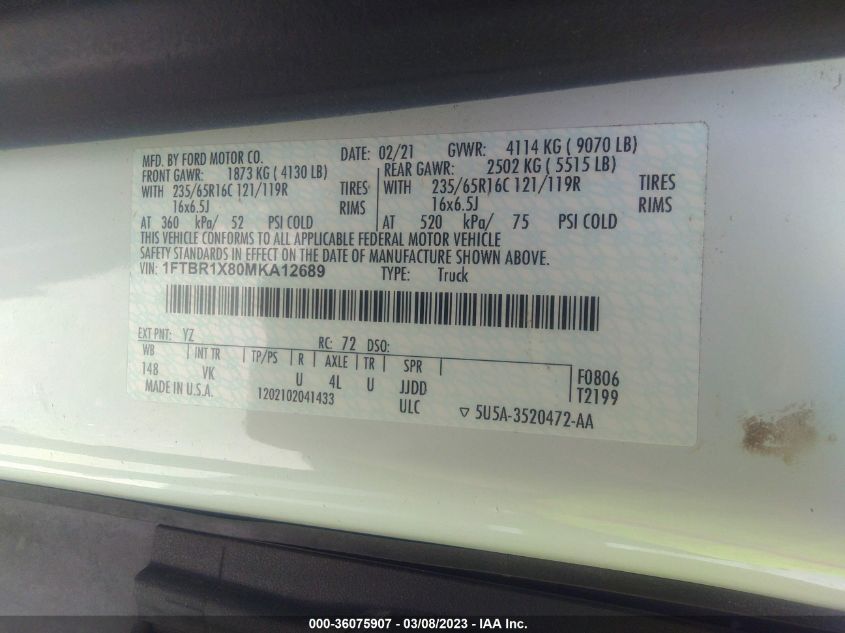 MFD. BY FORD MOTOR CO. DATE: 02/21 GVWR: 4114 KG ( 9070 LB)
FRONT GAWR: 1873 KG ( 4130 LB) REAR GAWR: 2502 KG ( 5515 LB)
WITH 235/65R16C 121/119R TIRES WITH 235/65R16C 121/119R TIRES
16x6.5J RIMS 16x6.5J RIMS
AT 360 kPa/ 52 PSI COLD AT 520 kPa/ 75 PSI COLD
THIS VEHICLE CONFORMS TO ALL APPLICABLE FEDERAL MOTOR VEHICLE
SAFETY STANDARDS IN EFFECT ON THE DATE OF MANUFACTURE SHOWN ABOVE.
VIN: 1FTBR1X80MKA12689 TYPE: Truck
EXT PNT: YZ RC: 72 DSO:
WB INT TR TP/PS R AXLE TR SPR
148 VK U 4L U JJDD F0806
MADE IN U.S.A. 1202102041433 ULC T2199
▽ 5U5A-3520472-AA
000-36075907 - 03/08/2023 - IAA Inc.